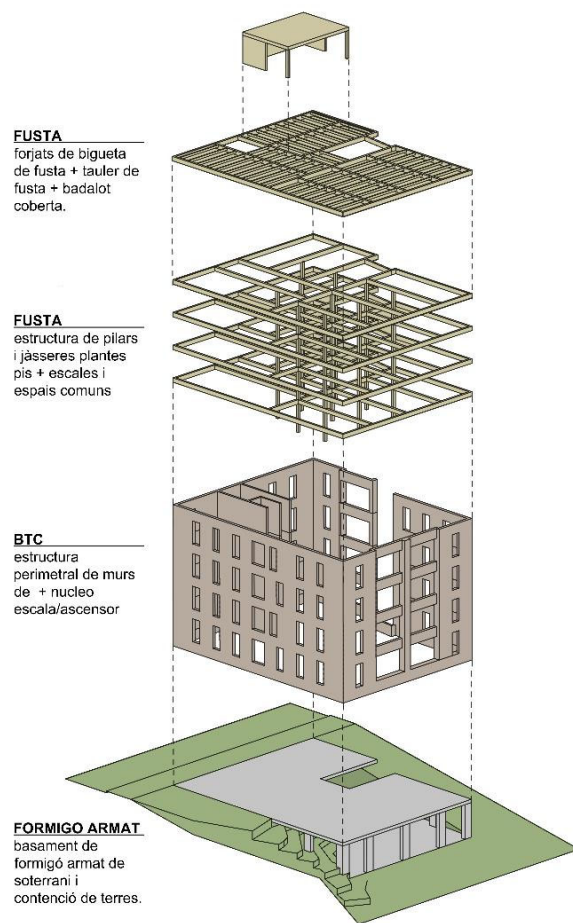 FUSTA
forjats de bigueta
de fusta + tauler de
fusta + badalot
coberta.
FUSTA
estructura de pilars
i jàsseres plantes
pis + escales i
espais comuns
BTC
estructura
perimetral de murs
de + nucleo
escala/ascensor
FORMIGO ARMAT
basament de
formigó armat de
soterrani i
contenció de terres.